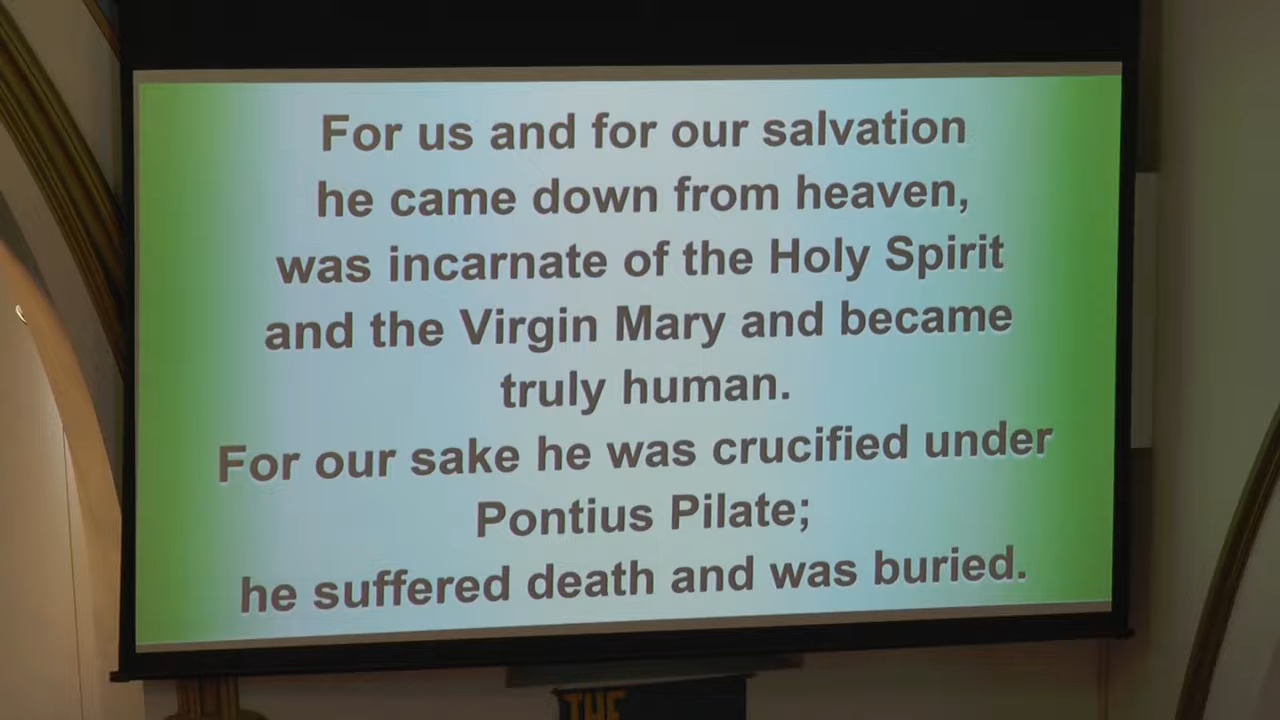 For us and for our salvation
he came down from heaven,
was incarnate of the Holy Spirit
and the Virgin Mary and became
truly human.
For our sake he was crucified under
Pontius Pilate;
he suffered death and was buried.
THE